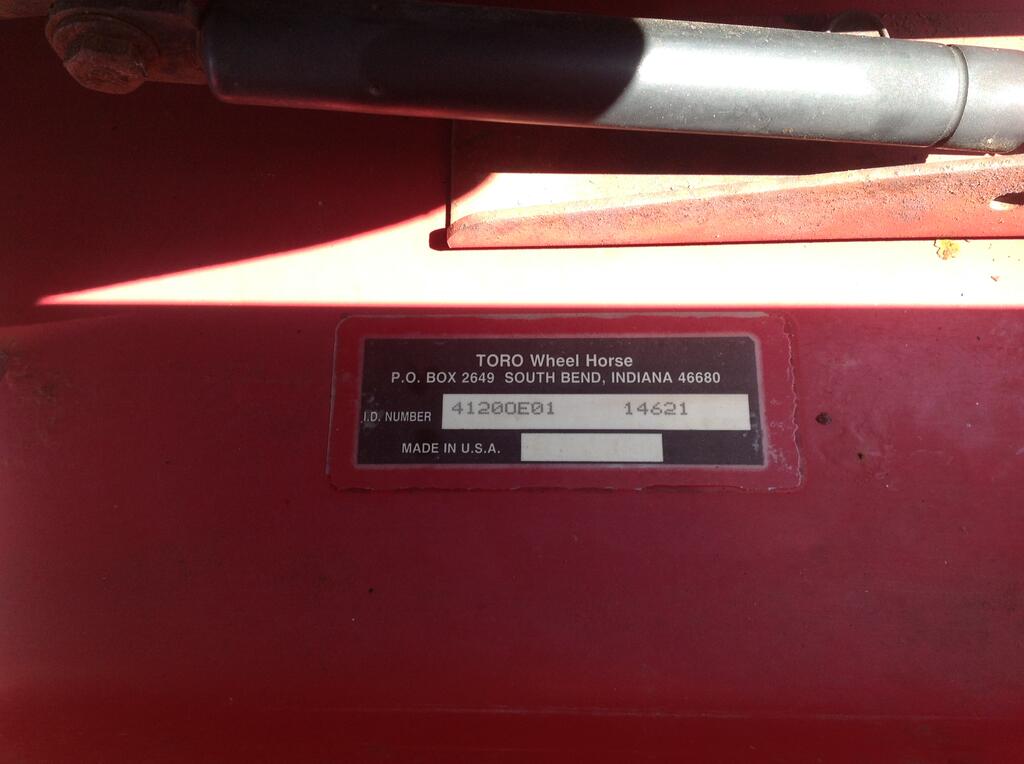 TORO Wheel Horse
P.O. BOX 2649 SOUTH BEND, INDIANA 46680
I.D. NUMBER 41200E01 14621
MADE IN U.S.A.